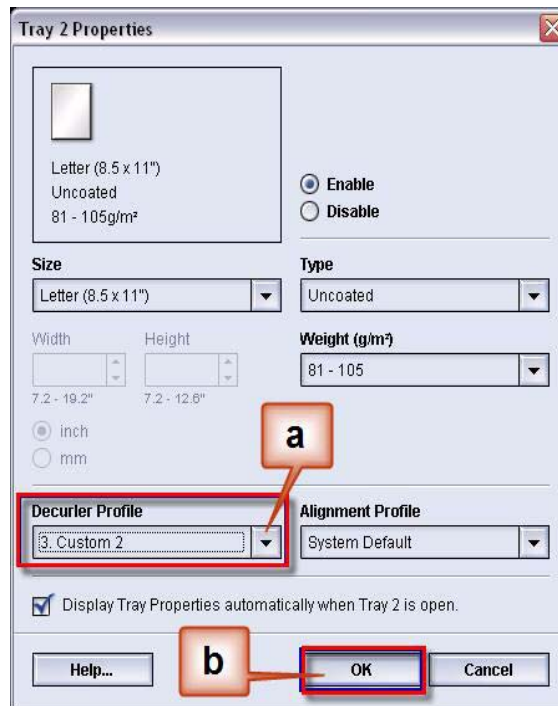 Tray 2 Properties
Letter (8.5 x 11")
Uncoated
81 - 105g/m²
Enable
Disable
Size
Letter (8.5 x 11")
Type
Uncoated
Width
Height
7.2 - 19.2"
7.2 - 12.6"
inch
mm
Weight (g/m²)
81 - 105
a
Decurler Profile
3. Custom 2
Alignment Profile
System Default
Display Tray Properties automatically when Tray 2 is open.
Help...
b
OK
Cancel